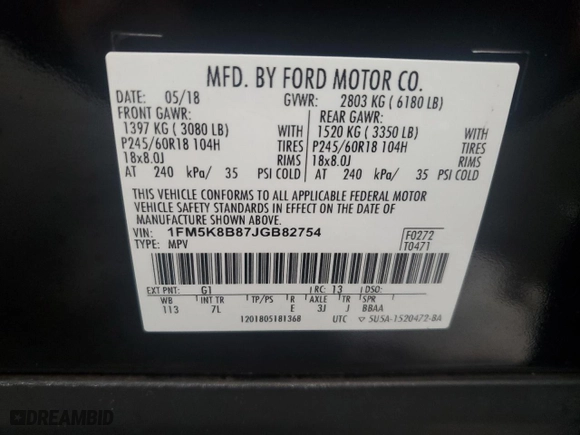 MFD. BY FORD MOTOR CO.
DATE: 05/18 GVWR: 2803 KG ( 6180 LB)
FRONT GAWR: REAR GAWR:
1397 KG ( 3080 LB) WITH 1520 KG ( 3350 LB) WITH
P245/60R18 104H TIRES P245/60R18 104H TIRES
18x8.0J RIMS 18x8.0J RIMS
AT 240 kPa/ 35 PSI COLD AT 240 kPa/ 35 PSI COLD
THIS VEHICLE CONFORMS TO ALL APPLICABLE FEDERAL MOTOR
VEHICLE SAFETY STANDARDS IN EFFECT ON THE DATE OF
MANUFACTURE SHOWN ABOVE.
VIN: 1FM5K8B87JGB82754 F0272
TYPE: MPV T0471
EXT PNT: G1 RC: 13 DSO:
WB INT TR TP/PS R AXLE TR SPR
113 7L E 3J J BBAA
1201805181368 UTC 5U5A-1520472-BA
DREAMBID